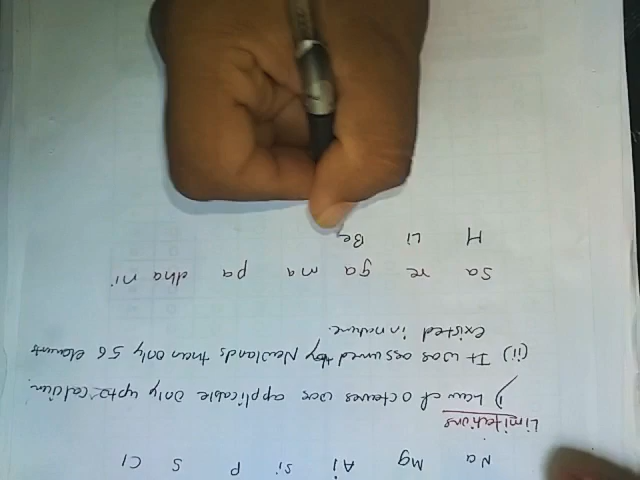 Na Mg Al Si P S Cl
Limitations
i) Law of octaves was applicable only upto calcium.
(ii) It was assumed by Newlands than only 56 elements
existed in nature.
Sa re ga ma pa dha ni
H Li Be